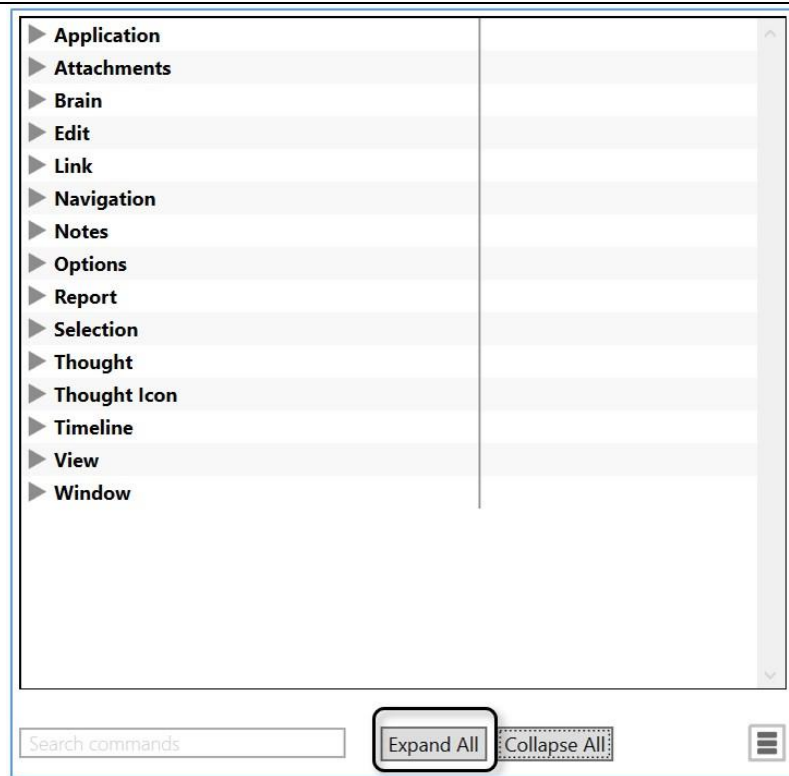 Application
Attachments
Brain
Edit
Link
Navigation
Notes
Options
Report
Selection
Thought
Thought Icon
Timeline
View
Window
Search commands Expand All Collapse All